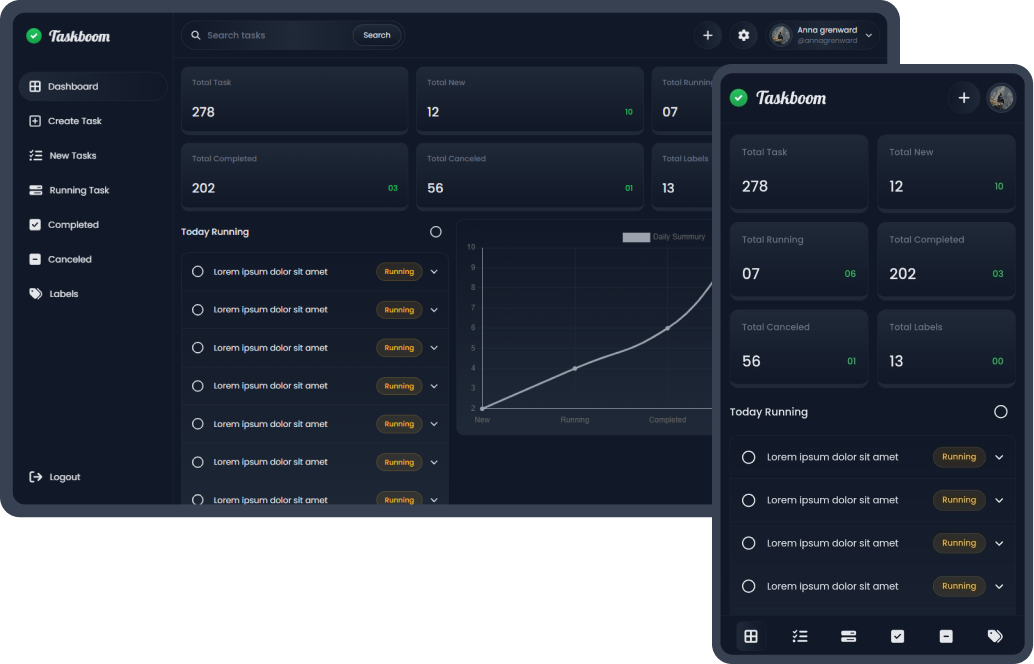 Taskboom
Search tasks
Search
Anna grenward
@annagrenward
Dashboard
Create Task
New Tasks
Running Task
Completed
Canceled
Labels
Logout
Total Task
278
Total New
12
10
Total Running
07
Total Completed
202
03
Total Canceled
56
01
Total Labels
13
Today Running
Lorem ipsum dolor sit amet Running
Lorem ipsum dolor sit amet Running
Lorem ipsum dolor sit amet Running
Lorem ipsum dolor sit amet Running
Lorem ipsum dolor sit amet Running
Lorem ipsum dolor sit amet Running
Lorem ipsum dolor sit amet Running
Daily Summury
10
9
8
7
6
5
4
3
2
New Running Completed
Taskboom
Total Task
278
Total New
12
10
Total Running
07
06
Total Completed
202
03
Total Canceled
56
01
Total Labels
13
00
Today Running
Lorem ipsum dolor sit amet Running
Lorem ipsum dolor sit amet Running
Lorem ipsum dolor sit amet Running
Lorem ipsum dolor sit amet Running